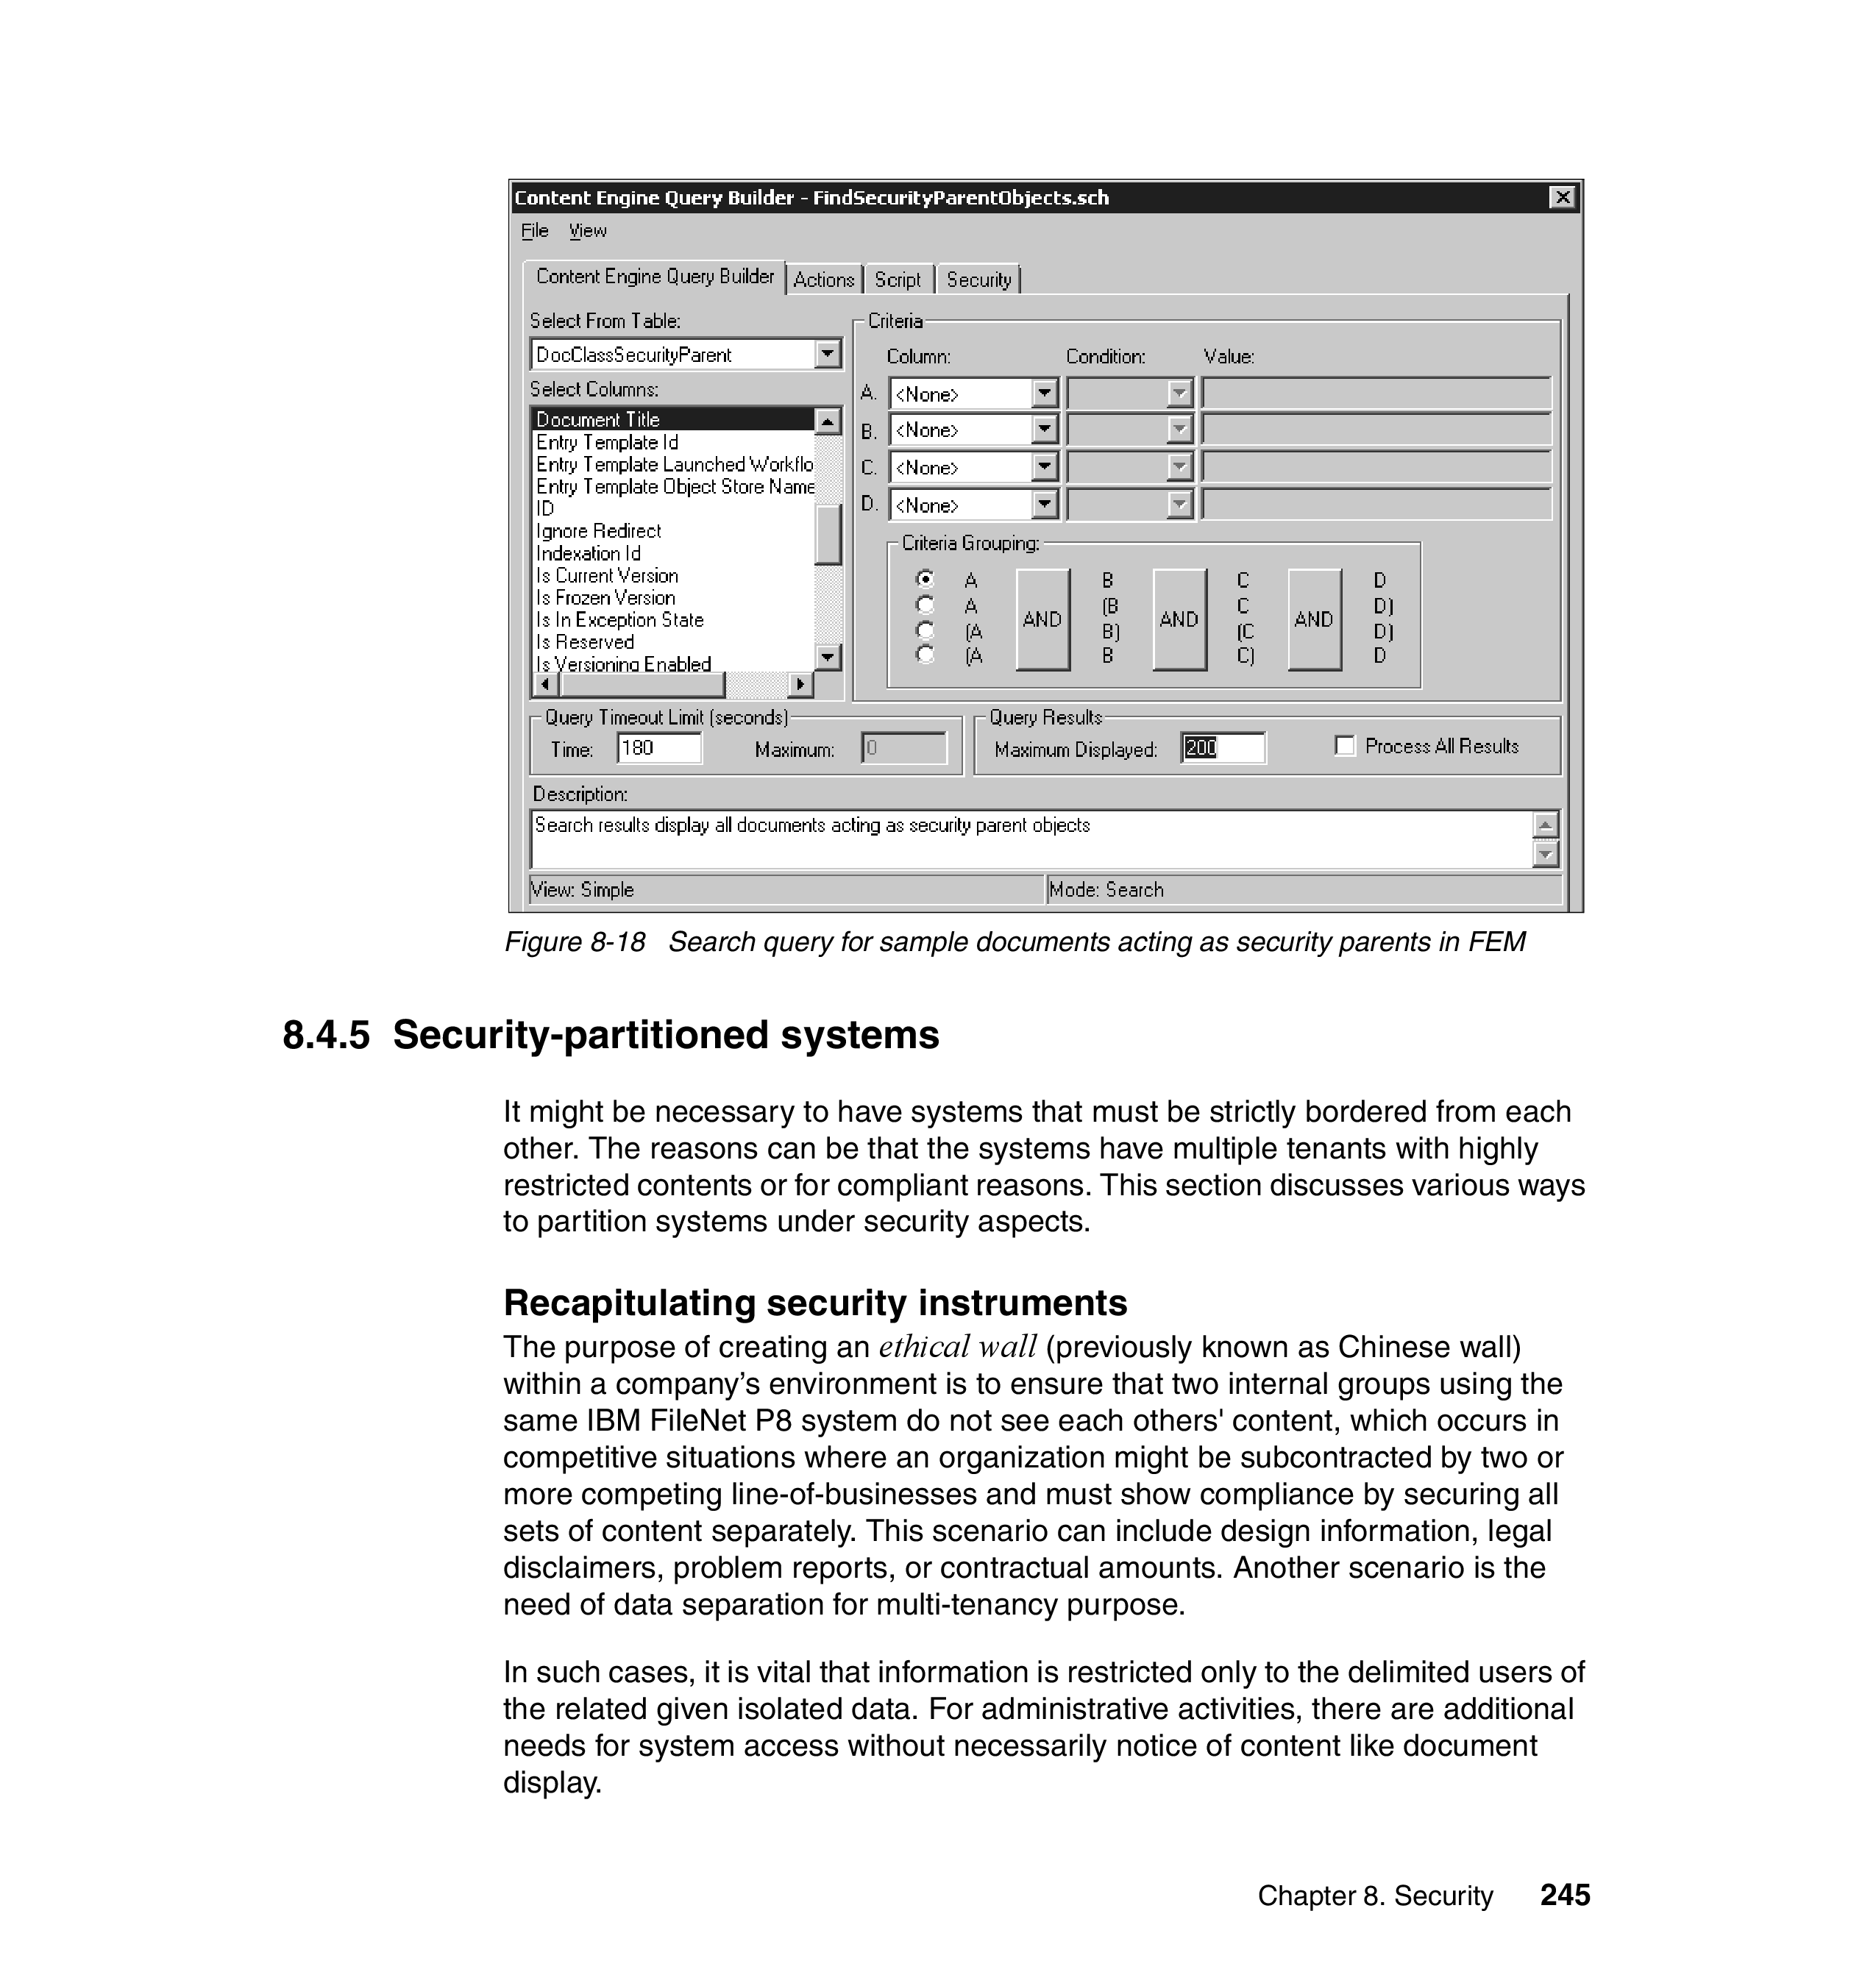 Content Engine Query Builder - FindSecurityParentObjects.sch
File View
Content Engine Query Builder Actions Script Security
Select From Table:
DocClassSecurityParent
Select Columns:
Document Title
Entry Template Id
Entry Template Launched Workflo
Entry Template Object Store Name
ID
Ignore Redirect
Indexation Id
Is Current Version
Is Frozen Version
Is In Exception State
Is Reserved
Is Versioning Enabled
Criteria
Column: Condition: Value:
A. <None>
B. <None>
C. <None>
D. <None>
Criteria Grouping:
A B C D
A (B C D)
AND AND AND
(A B) (C D)
(A B C) D
Query Timeout Limit (seconds)
Time: 180 Maximum: 0
Query Results
Maximum Displayed: 200 Process All Results
Description:
Search results display all documents acting as security parent objects
View: Simple Mode: Search
Figure 8-18 Search query for sample documents acting as security parents in FEM
8.4.5 Security-partitioned systems
It might be necessary to have systems that must be strictly bordered from each
other. The reasons can be that the systems have multiple tenants with highly
restricted contents or for compliant reasons. This section discusses various ways
to partition systems under security aspects.
Recapitulating security instruments
The purpose of creating an ethical wall (previously known as Chinese wall)
within a company’s environment is to ensure that two internal groups using the
same IBM FileNet P8 system do not see each others' content, which occurs in
competitive situations where an organization might be subcontracted by two or
more competing line-of-businesses and must show compliance by securing all
sets of content separately. This scenario can include design information, legal
disclaimers, problem reports, or contractual amounts. Another scenario is the
need of data separation for multi-tenancy purpose.
In such cases, it is vital that information is restricted only to the delimited users of
the related given isolated data. For administrative activities, there are additional
needs for system access without necessarily notice of content like document
display.
Chapter 8. Security 245